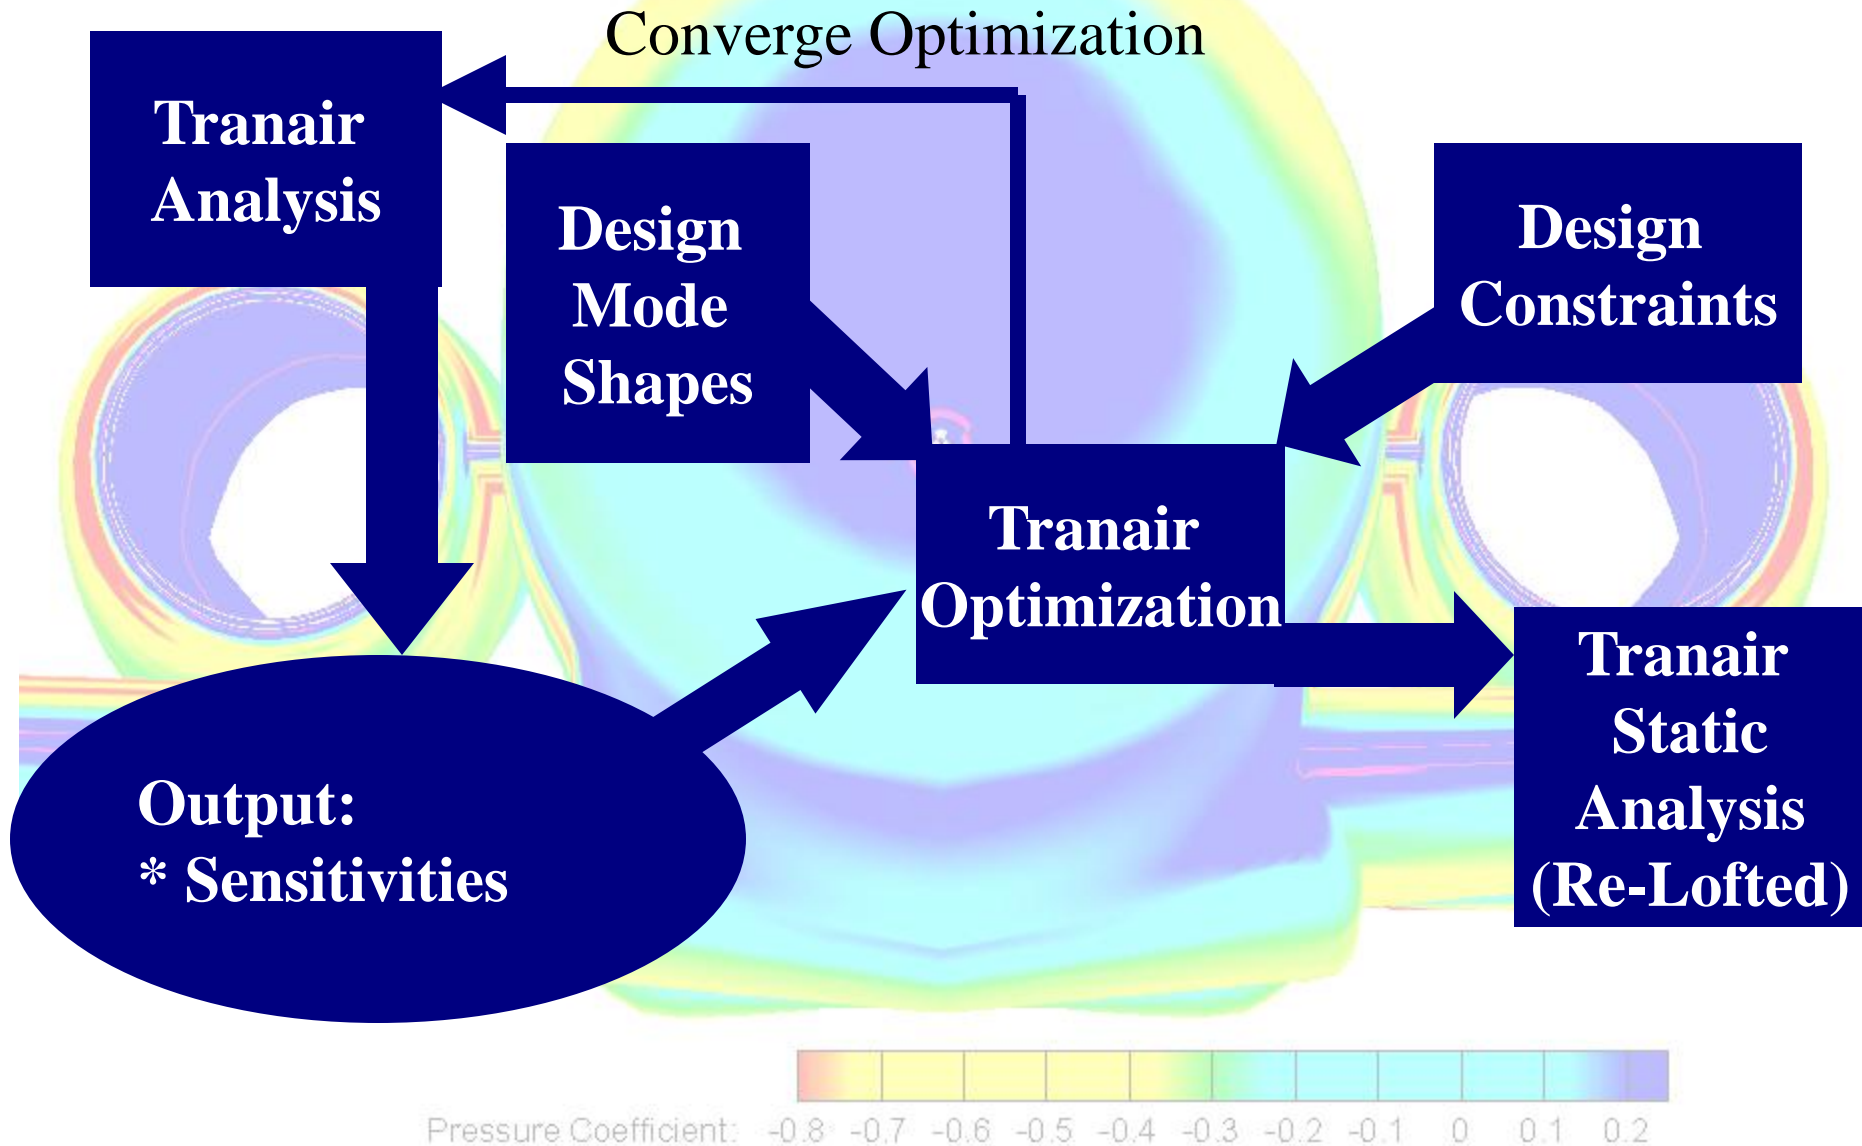 Converge Optimization
Tranair
Analysis
Design
Mode
Shapes
Design
Constraints
Tranair
Optimization
Tranair
Static
Analysis
(Re-Lofted)
Output:
* Sensitivities
Pressure Coefficient: -0.8 -0.7 -0.6 -0.5 -0.4 -0.3 -0.2 -0.1 0 0.1 0.2